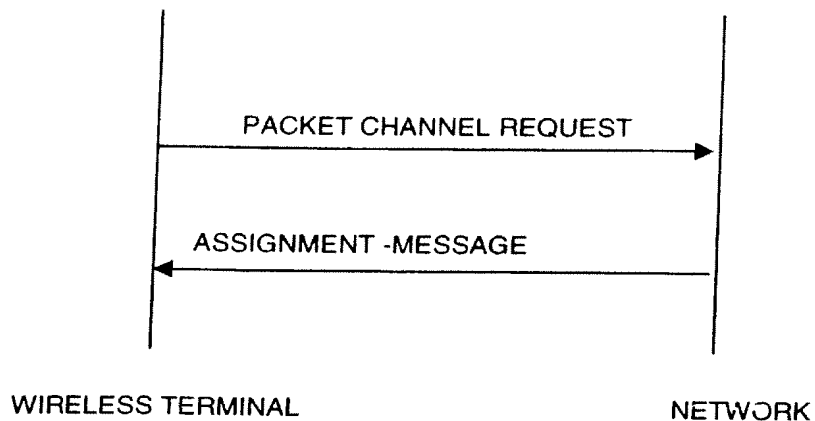 PACKET CHANNEL REQUEST
ASSIGNMENT -MESSAGE
WIRELESS TERMINAL
NETWORK